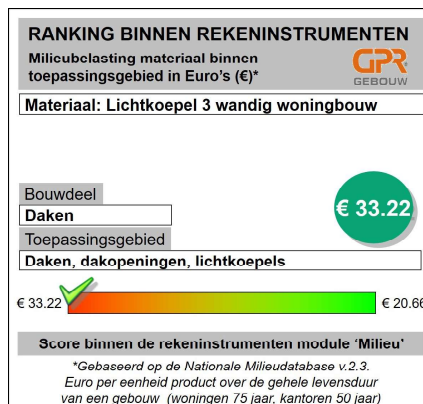 RANKING BINNEN REKENINSTRUMENTEN
Milieubelasting materiaal binnen
toepassingsgebied in Euro's (€)*
GPR
GEBOUW
Materiaal: Lichtkoepel 3 wandig woningbouw
Bouwdeel
Daken
€ 33.22
Toepassingsgebied
Daken, dakopeningen, lichtkoepels
€ 33.22
€ 20.66
Score binnen de rekeninstrumenten module ‘Milieu’
*Gebaseerd op de Nationale Milieudatabase v.2.3.
Euro per eenheid product over de gehele levensduur
van een gebouw (woningen 75 jaar, kantoren 50 jaar)